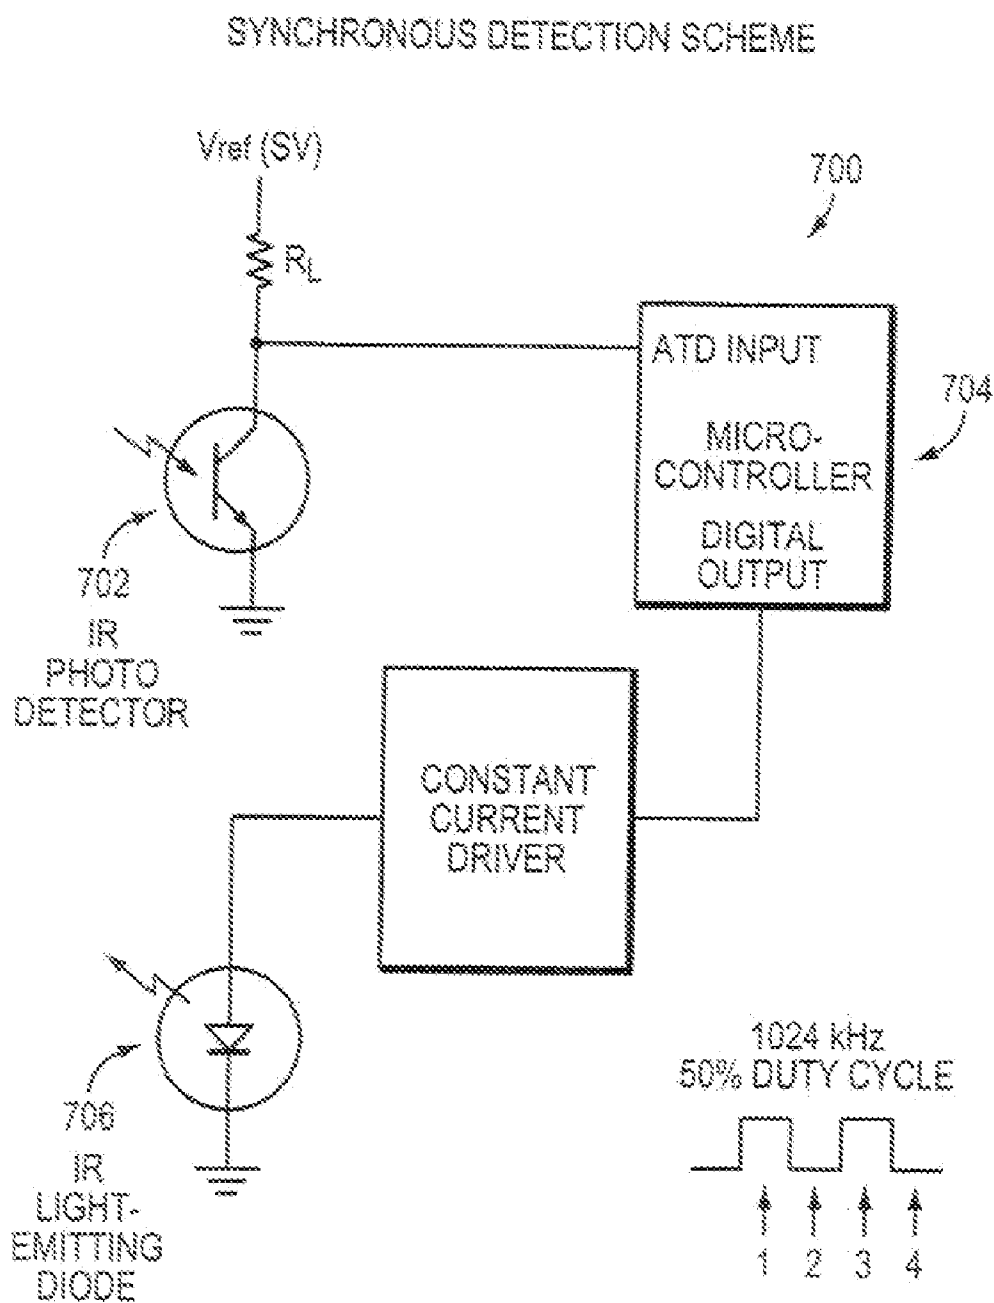 SYNCHRONOUS DETECTION SCHEME
Vref (SV)
700
RL
ATD INPUT
704
MICRO-
CONTROLLER
DIGITAL
OUTPUT
702
IR
PHOTO
DETECTOR
CONSTANT
CURRENT
DRIVER
1024 kHz
50% DUTY CYCLE
706
IR
LIGHT-
EMITTING
DIODE
1 2 3 4